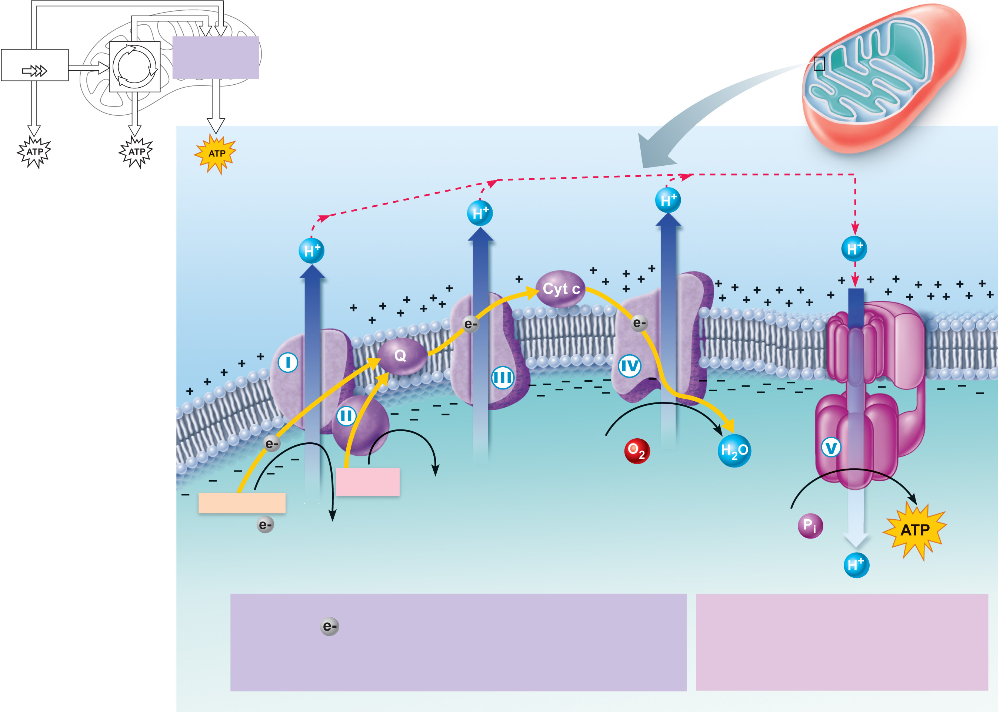 ATP
ATP
ATP
H+
H+
H+
H+
Cyt c
e-
e-
Q
I
IV
III
II
e-
O2
H2O
V
e-
Pi
ATP
H+
e-